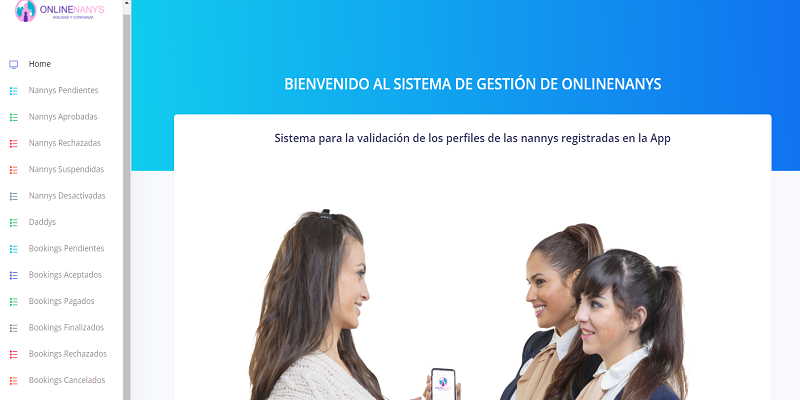 ONLINENANYS
AGILIDAD Y CONFIANZA
Home
Nannys Pendientes
Nannys Aprobadas
Nannys Rechazadas
Nannys Suspendidas
Nannys Desactivadas
Daddys
Bookings Pendientes
Bookings Aceptados
Bookings Pagados
Bookings Finalizados
Bookings Rechazados
Bookings Cancelados
BIENVENIDO AL SISTEMA DE GESTIÓN DE ONLINENANYS
Sistema para la validación de los perfiles de las nannys registradas en la App